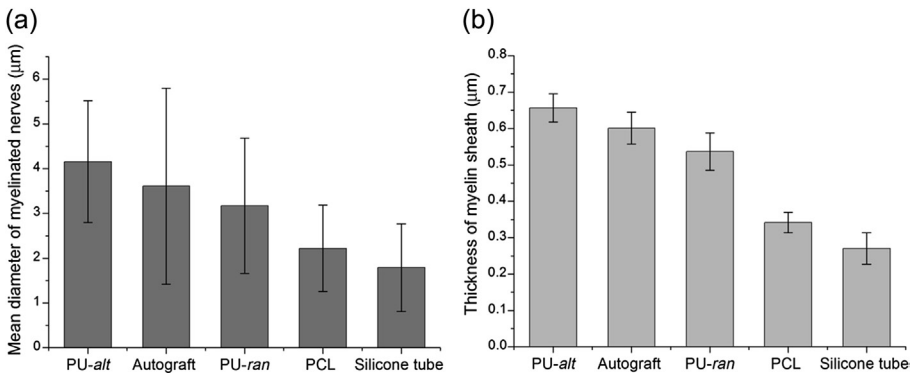 (a)
Mean diameter of myelinated nerves (μm)
6
5
4
3
2
1
0
PU-alt Autograft PU-ran PCL Silicone tube
(b)
Thickness of myelin sheath (μm)
0.8
0.7
0.6
0.5
0.4
0.3
0.2
0.1
0.0
PU-alt Autograft PU-ran PCL Silicone tube